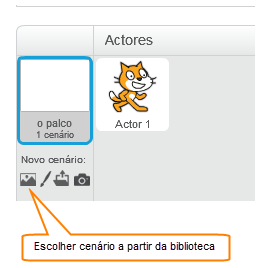 Actores
o palco
1 cenário
Actor 1
Novo cenário:
Escolher cenário a partir da biblioteca